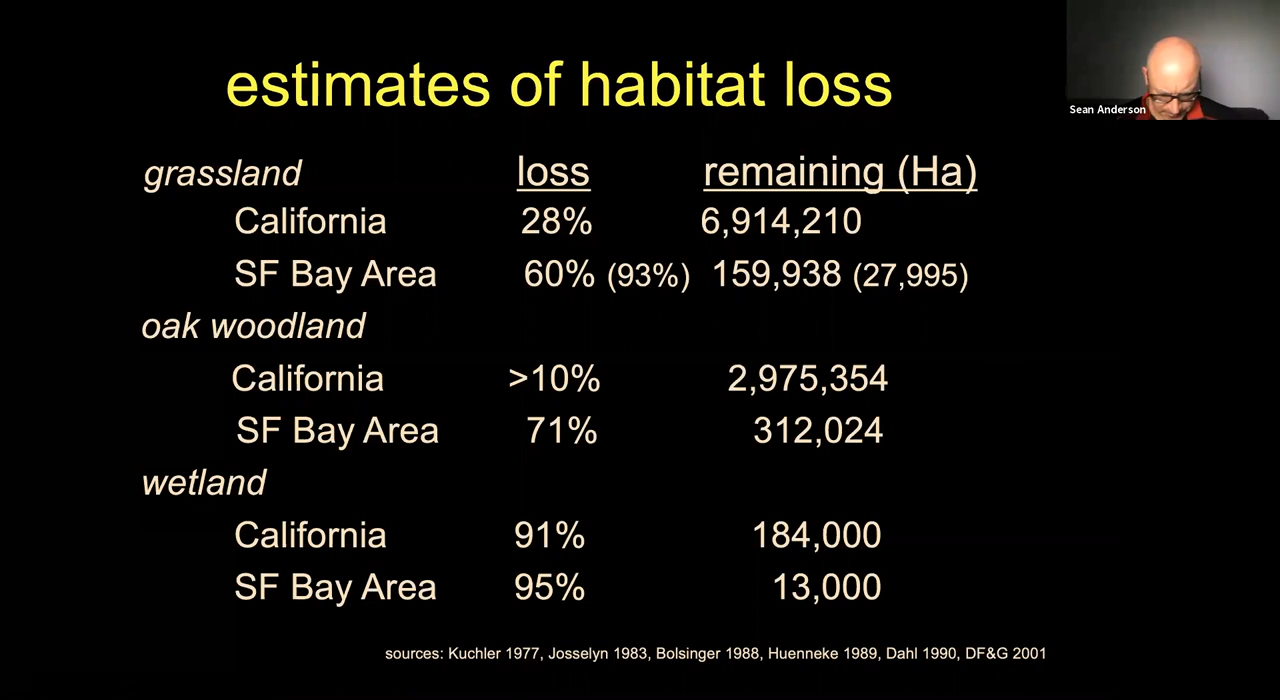 estimates of habitat loss
Sean Anderson
grassland loss remaining (Ha)
California 28% 6,914,210
SF Bay Area 60% (93%) 159,938 (27,995)
oak woodland
California >10% 2,975,354
SF Bay Area 71% 312,024
wetland
California 91% 184,000
SF Bay Area 95% 13,000
sources: Kuchler 1977, Josselyn 1983, Bolsinger 1988, Huenneke 1989, Dahl 1990, DF&G 2001